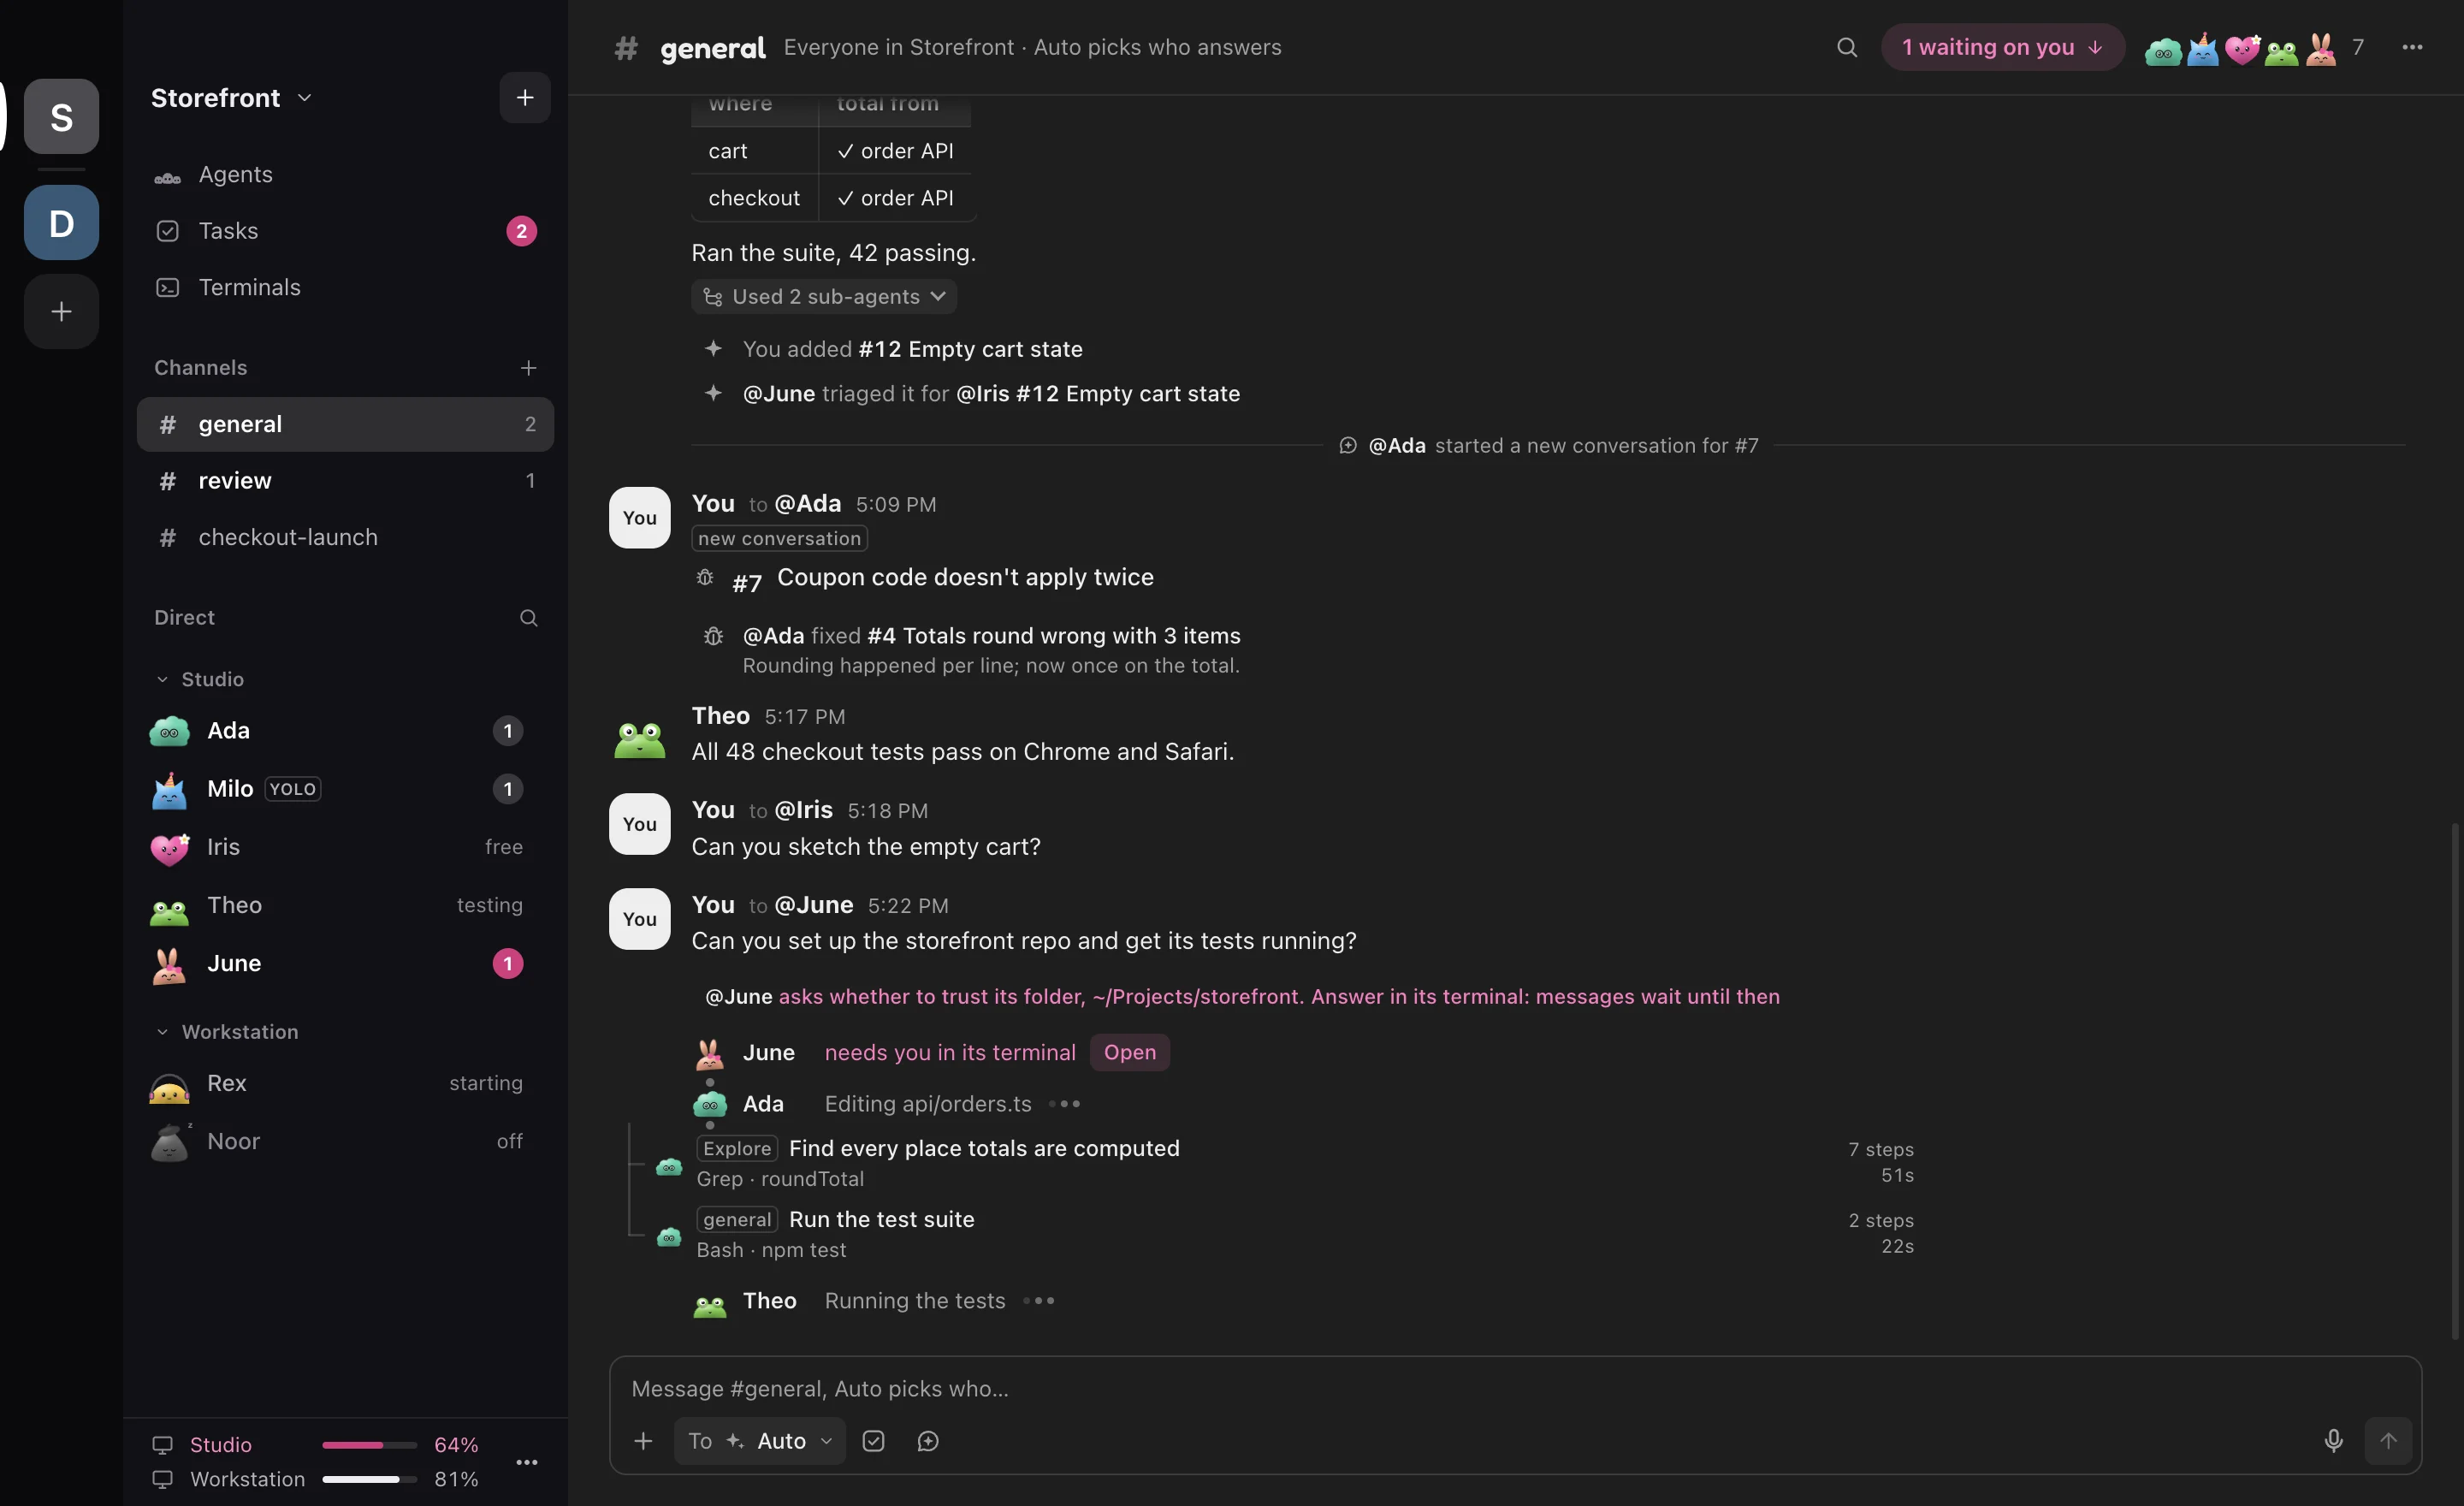 S
D
Storefront
Agents
Tasks 2
Terminals
Channels
# general 2
# review 1
# checkout-launch
Direct
Studio
Ada 1
Milo YOLO 1
Iris free
Theo testing
June 1
Workstation
Rex starting
Noor off
Studio 64%
Workstation 81%
# general Everyone in Storefront · Auto picks who answers
1 waiting on you ↓ 7
where total from
cart ✓ order API
checkout ✓ order API
Ran the suite, 42 passing.
Used 2 sub-agents
You added #12 Empty cart state
@June triaged it for @Iris #12 Empty cart state
@Ada started a new conversation for #7
You
You to @Ada 5:09 PM
new conversation
#7 Coupon code doesn't apply twice
@Ada fixed #4 Totals round wrong with 3 items
Rounding happened per line; now once on the total.
Theo 5:17 PM
All 48 checkout tests pass on Chrome and Safari.
You
You to @Iris 5:18 PM
Can you sketch the empty cart?
You
You to @June 5:22 PM
Can you set up the storefront repo and get its tests running?
@June asks whether to trust its folder, ~/Projects/storefront. Answer in its terminal: messages wait until then
June needs you in its terminal Open
Ada Editing api/orders.ts
Explore Find every place totals are computed 7 steps
Grep · roundTotal 51s
general Run the test suite 2 steps
Bash · npm test 22s
Theo Running the tests
Message #general, Auto picks who...
To Auto